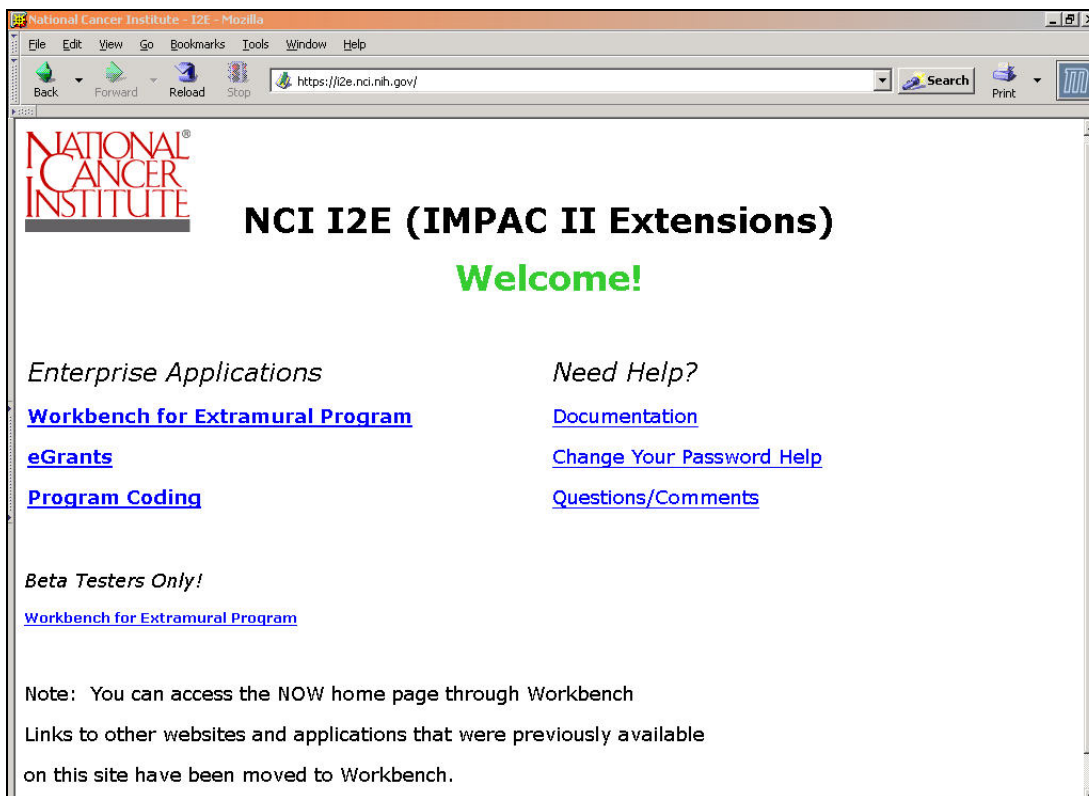 National Cancer Institute - I2E - Mozilla
File Edit View Go Bookmarks Tools Window Help
Back Forward Reload Stop https://i2e.nci.nih.gov/ Search Print
NATIONAL®
CANCER
INSTITUTE
NCI I2E (IMPAC II Extensions)
Welcome!
Enterprise Applications Need Help?
Workbench for Extramural Program Documentation
eGrants Change Your Password Help
Program Coding Questions/Comments
Beta Testers Only!
Workbench for Extramural Program
Note: You can access the NOW home page through Workbench
Links to other websites and applications that were previously available
on this site have been moved to Workbench.